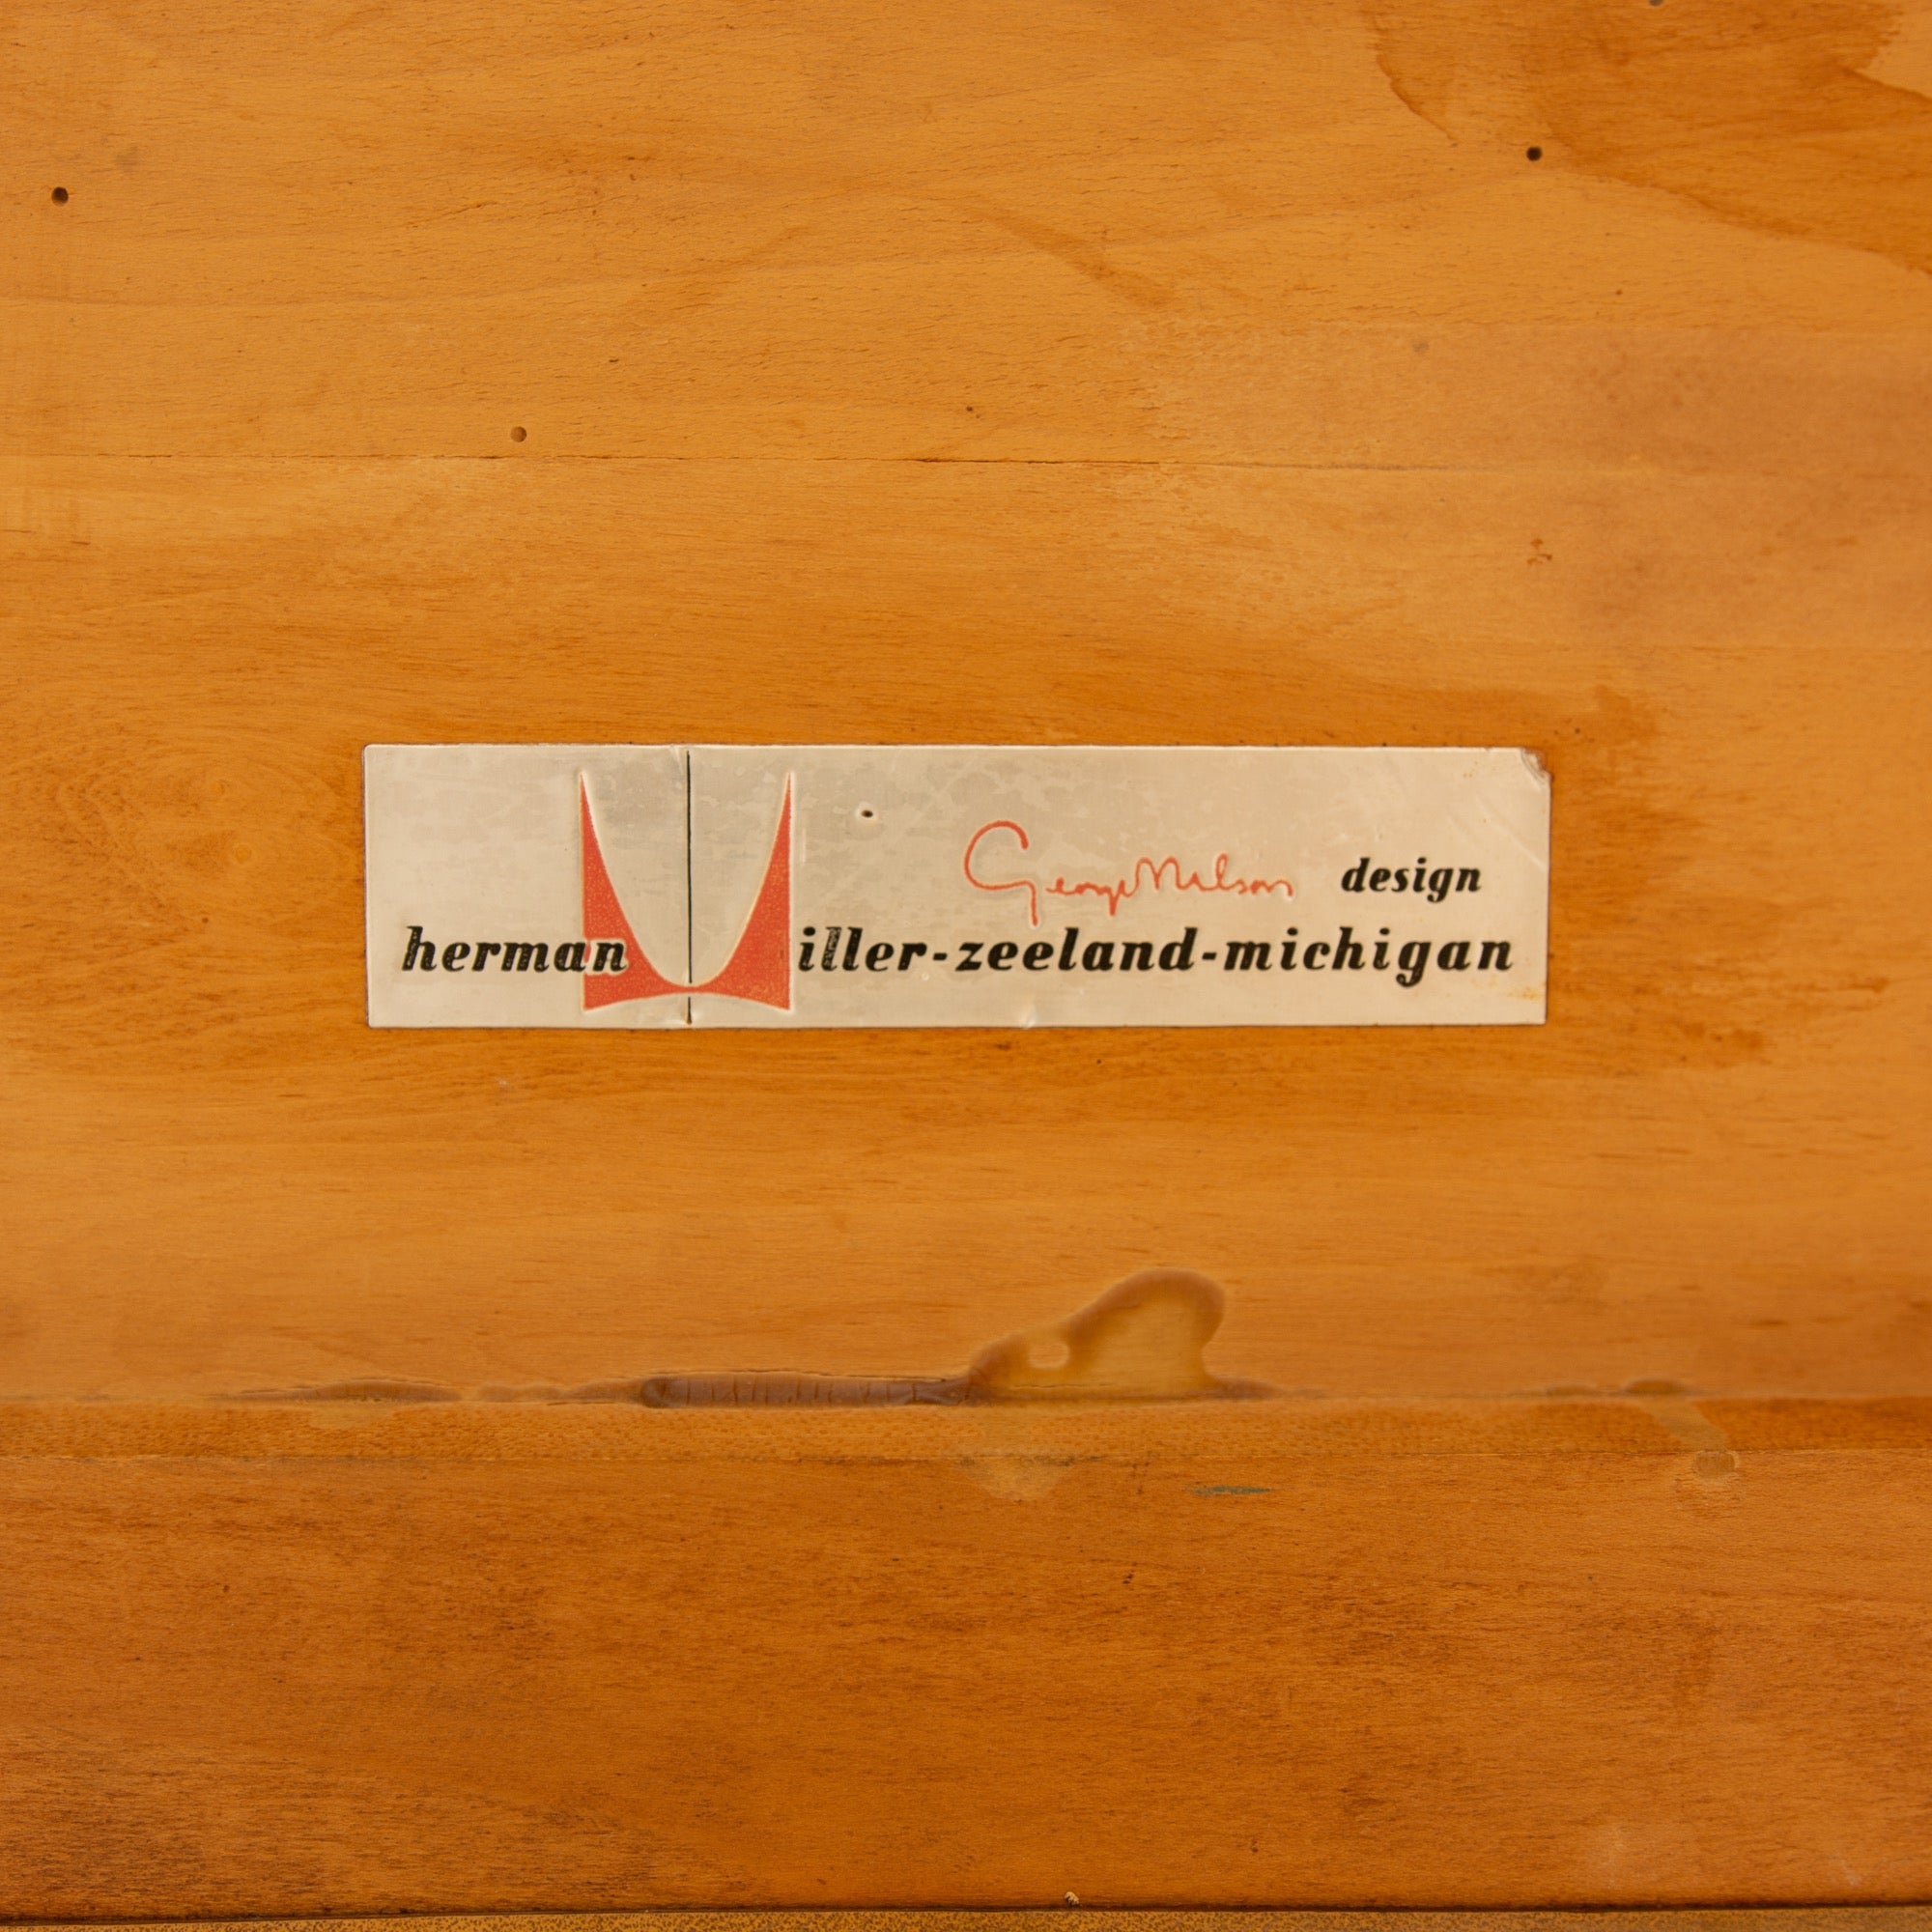 George Nelson design
herman miller-zeeland-michigan